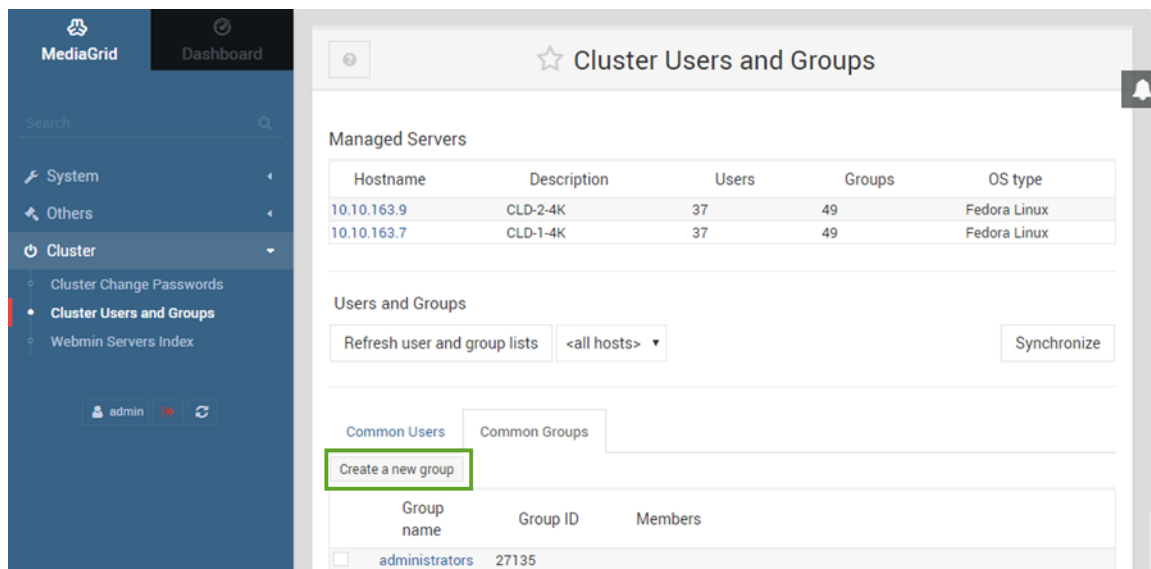 MediaGrid
Dashboard
Search
System
Others
Cluster
Cluster Change Passwords
Cluster Users and Groups
Webmin Servers Index
admin
Cluster Users and Groups
Managed Servers
Hostname Description Users Groups OS type
10.10.163.9 CLD-2-4K 37 49 Fedora Linux
10.10.163.7 CLD-1-4K 37 49 Fedora Linux
Users and Groups
Refresh user and group lists <all hosts> Synchronize
Common Users Common Groups
Create a new group
Group name Group ID Members
administrators 27135